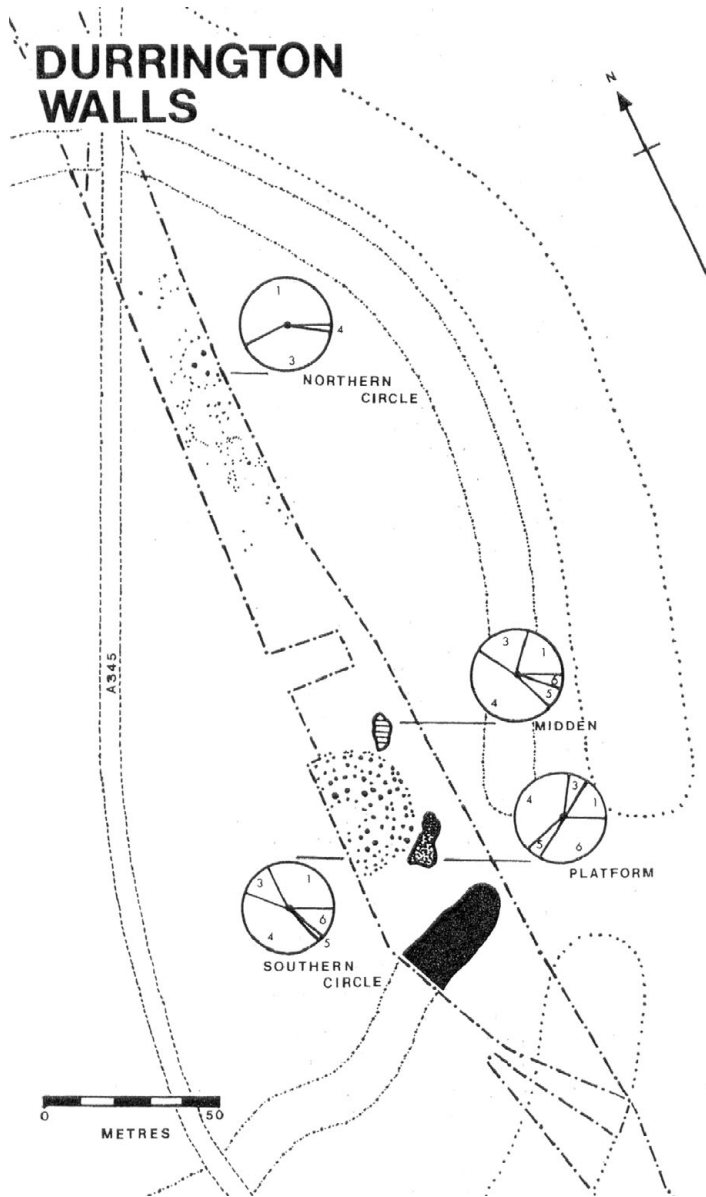 DURRINGTON
WALLS
N
1
4
3
NORTHERN
CIRCLE
A345
3
1
6
5
4
MIDDEN
3
4
1
5
6
PLATFORM
3
1
6
4
5
SOUTHERN
CIRCLE
0
50
METRES